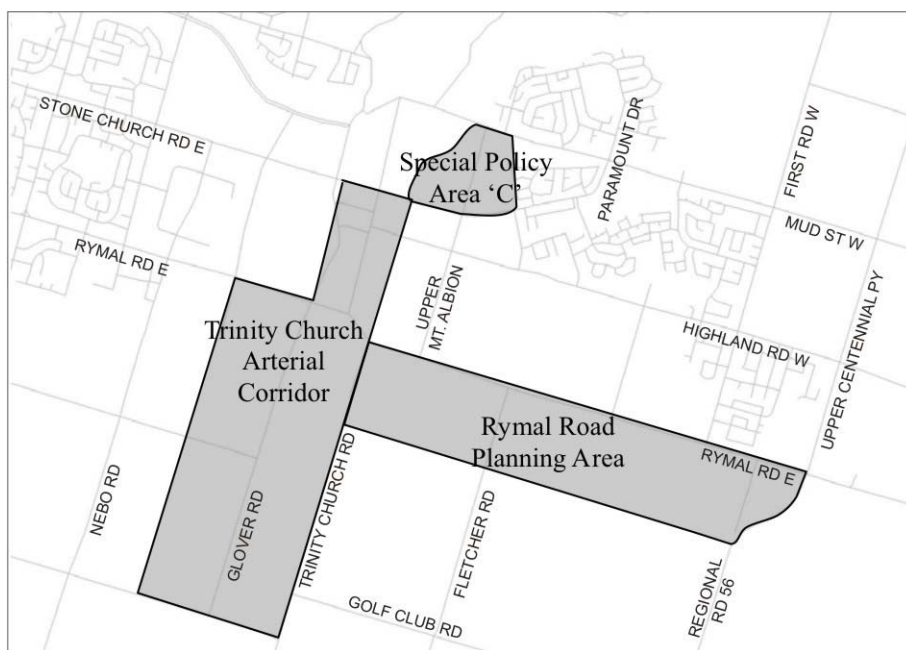 STONE CHURCH RD E
RYMAL RD E
Special Policy
Area ‘C’
PARAMOUNT DR
FIRST RD W
MUD ST W
UPPER CENTENNIAL PY
HIGHLAND RD W
UPPER
MT. ALBION
Trinity Church
Arterial
Corridor
Rymal Road
Planning Area
RYMAL RD E
NEBO RD
GLOVER RD
TRINITY CHURCH RD
FLETCHER RD
GOLF CLUB RD
REGIONAL
RD 56